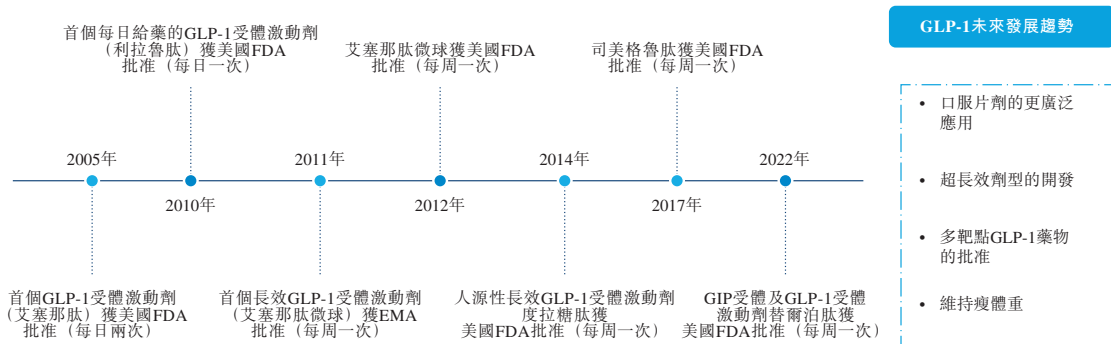 首個每日給藥的GLP-1受體激動劑
（利拉魯肽）獲美國FDA
批准（每日一次）
艾塞那肽微球獲美國FDA
批准（每周一次）
司美格魯肽獲美國FDA
批准（每周一次）
2005年
2011年
2014年
2022年
2010年
2012年
2017年
首個GLP-1受體激動劑
（艾塞那肽）獲美國FDA
批准（每日兩次）
首個長效GLP-1受體激動劑
（艾塞那肽微球）獲EMA
批准（每周一次）
人源性長效GLP-1受體激動劑
度拉糖肽獲
美國FDA批准（每周一次）
GIP受體及GLP-1受體
激動劑替爾泊肽獲
美國FDA批准（每周一次）
GLP-1未來發展趨勢
• 口服片劑的更廣泛
應用
• 超長效劑型的開發
• 多靶點GLP-1藥物
的批准
• 維持瘦體重